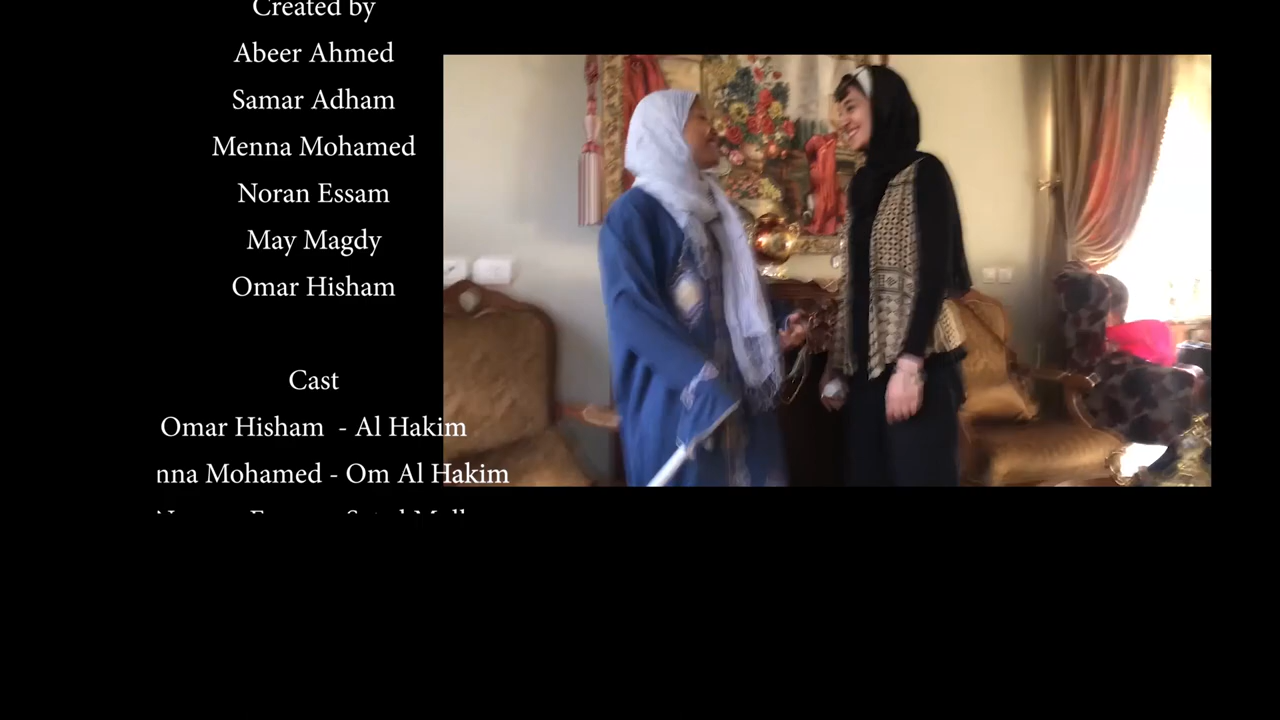 Created by
Abeer Ahmed
Samar Adham
Menna Mohamed
Noran Essam
May Magdy
Omar Hisham
Cast
Omar Hisham - Al Hakim
nna Mohamed - Om Al Hakim